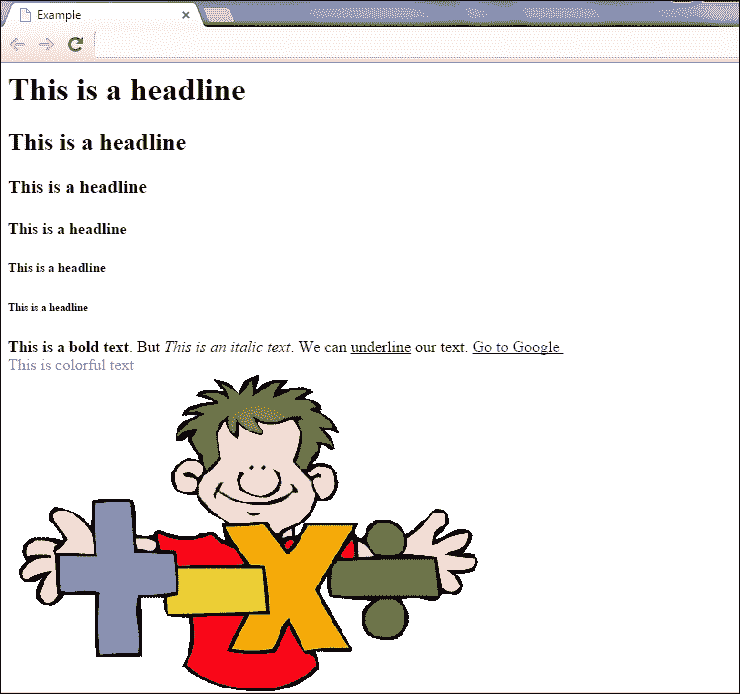 Example
This is a headline
This is a headline
This is a headline
This is a headline
This is a headline
This is a headline
This is a bold text. But This is an italic text. We can underline our text. Go to Google
This is colorful text